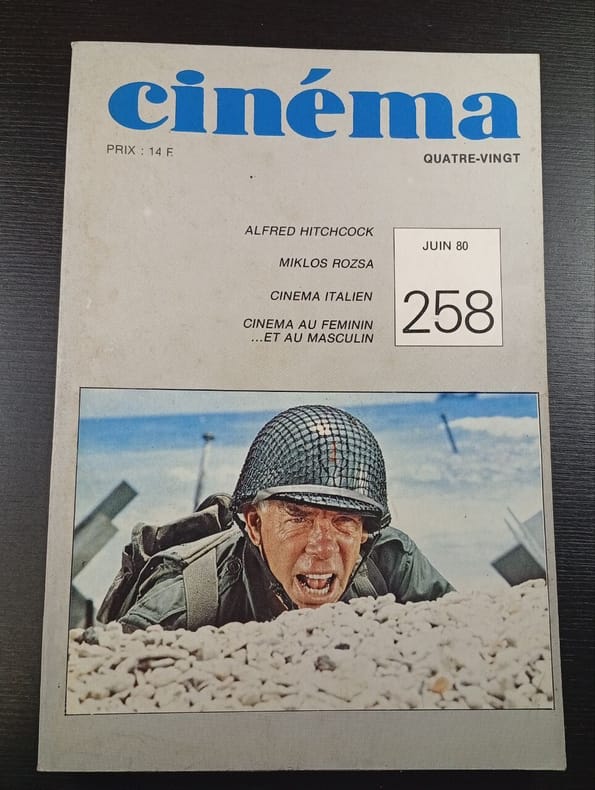 cinéma
PRIX : 14 F.
QUATRE-VINGT
ALFRED HITCHCOCK
MIKLOS ROZSA
CINEMA ITALIEN
CINEMA AU FEMININ
...ET AU MASCULIN
JUIN 80
258